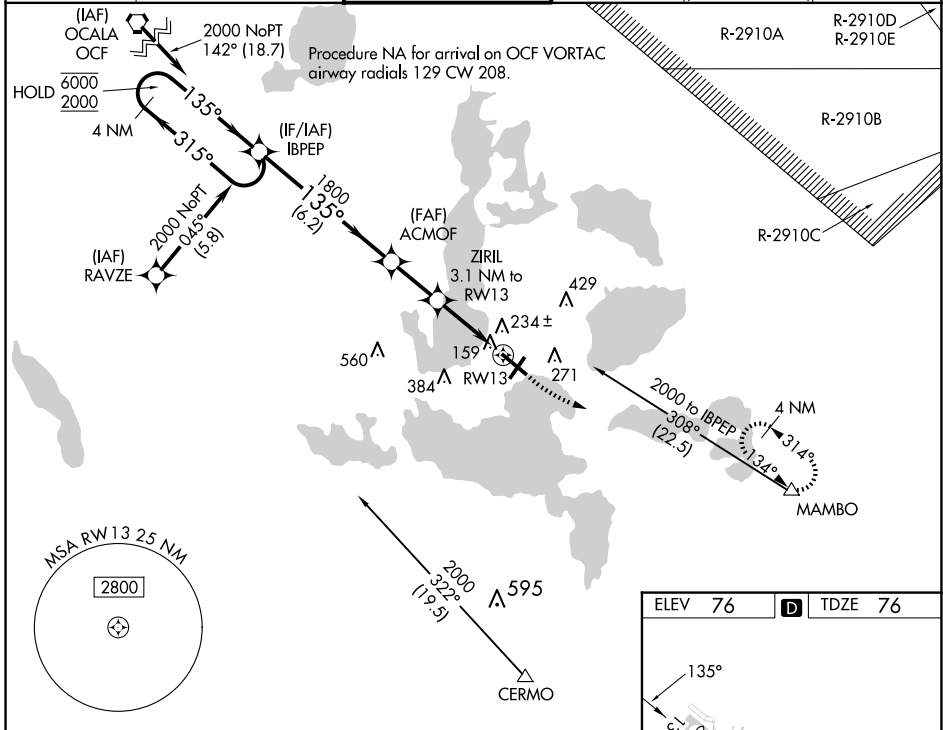 (IAF)
OCALA
OCF
2000 NoPT
142° (18.7)
Procedure NA for arrival on OCF VORTAC
airway radials 129 CW 208.
R-2910A
R-2910D
R-2910E
R-2910B
R-2910C
HOLD 6000
2000
4 NM
135°
315°
(IF/IAF)
IBPEP
2000 NoPT
045°
(5.8)
(IAF)
RAVZE
1800
135°
(6.2)
(FAF)
ACMOF
ZIRIL
3.1 NM to
RW13
429
234 ±
159
560
384
RW13
271
2000 to IBPEP
308°
(22.5)
4 NM
314°
134°
MAMBO
MSA RW13 25 NM
2800
2000
322°
(19.5)
595
CERMO
ELEV 76
D
TDZE 76
135°
13